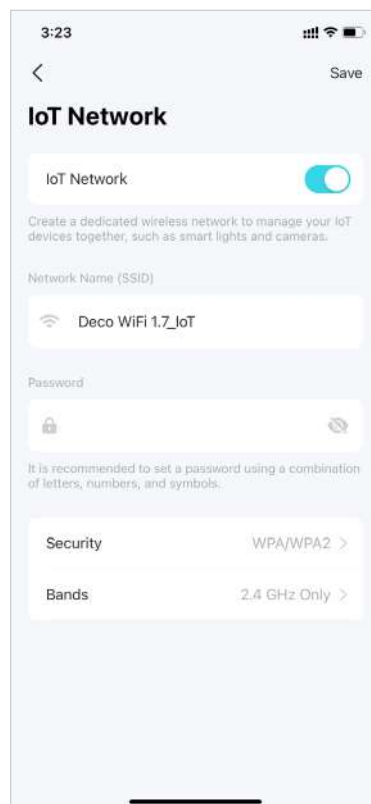 3:23
Save
IoT Network
IoT Network
Create a dedicated wireless network to manage your IoT
devices together, such as smart lights and cameras.
Network Name (SSID)
Deco WiFi 1.7_IoT
Password
It is recommended to set a password using a combination
of letters, numbers, and symbols.
Security WPA/WPA2 >
Bands 2.4 GHz Only >